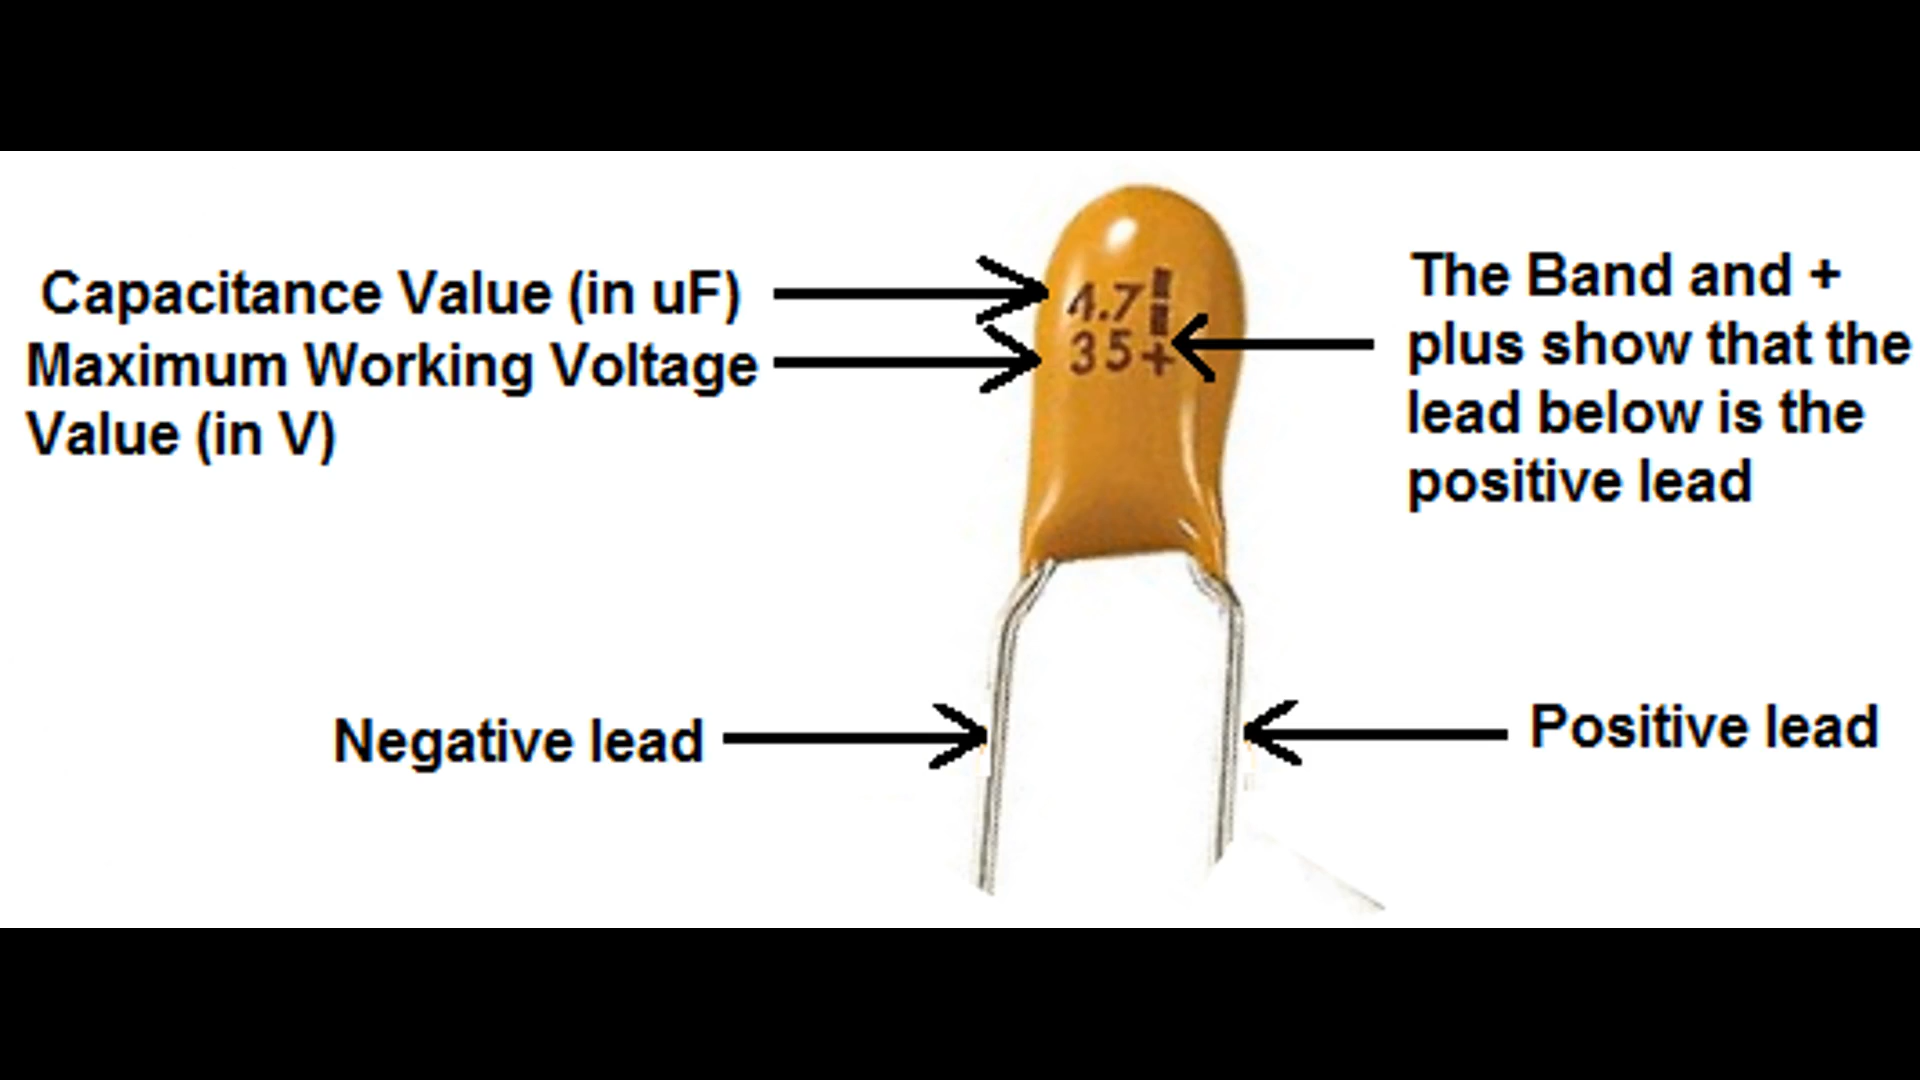 Capacitance Value (in uF)
Maximum Working Voltage
Value (in V)
4.7
35+
The Band and +
plus show that the
lead below is the
positive lead
Negative lead
Positive lead